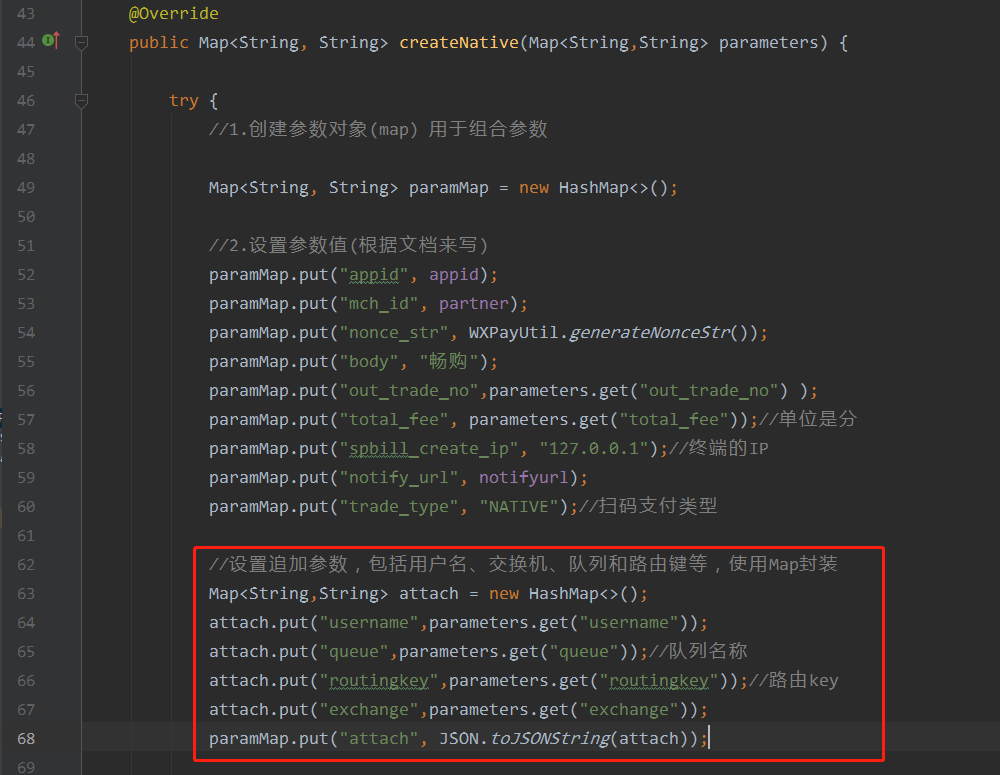 43 @Override
44 public Map<String, String> createNative(Map<String,String> parameters) {
45
46 try {
47 //1.创建参数对象(map) 用于组合参数
48
49 Map<String, String> paramMap = new HashMap<>();
50
51 //2.设置参数值(根据文档来写)
52 paramMap.put("appid", appid);
53 paramMap.put("mch_id", partner);
54 paramMap.put("nonce_str", WXPayUtil.generateNonceStr());
55 paramMap.put("body", "畅购");
56 paramMap.put("out_trade_no",parameters.get("out_trade_no") );
57 paramMap.put("total_fee", parameters.get("total_fee"));//单位是分
58 paramMap.put("spbill_create_ip", "127.0.0.1");//终端的IP
59 paramMap.put("notify_url", notifyurl);
60 paramMap.put("trade_type", "NATIVE");//扫码支付类型
61
62 //设置追加参数，包括用户名、交换机、队列和路由键等，使用Map封装
63 Map<String,String> attach = new HashMap<>();
64 attach.put("username",parameters.get("username"));
65 attach.put("queue",parameters.get("queue"));//队列名称
66 attach.put("routingkey",parameters.get("routingkey"));//路由key
67 attach.put("exchange",parameters.get("exchange"));
68 paramMap.put("attach", JSON.toJSONString(attach));
69